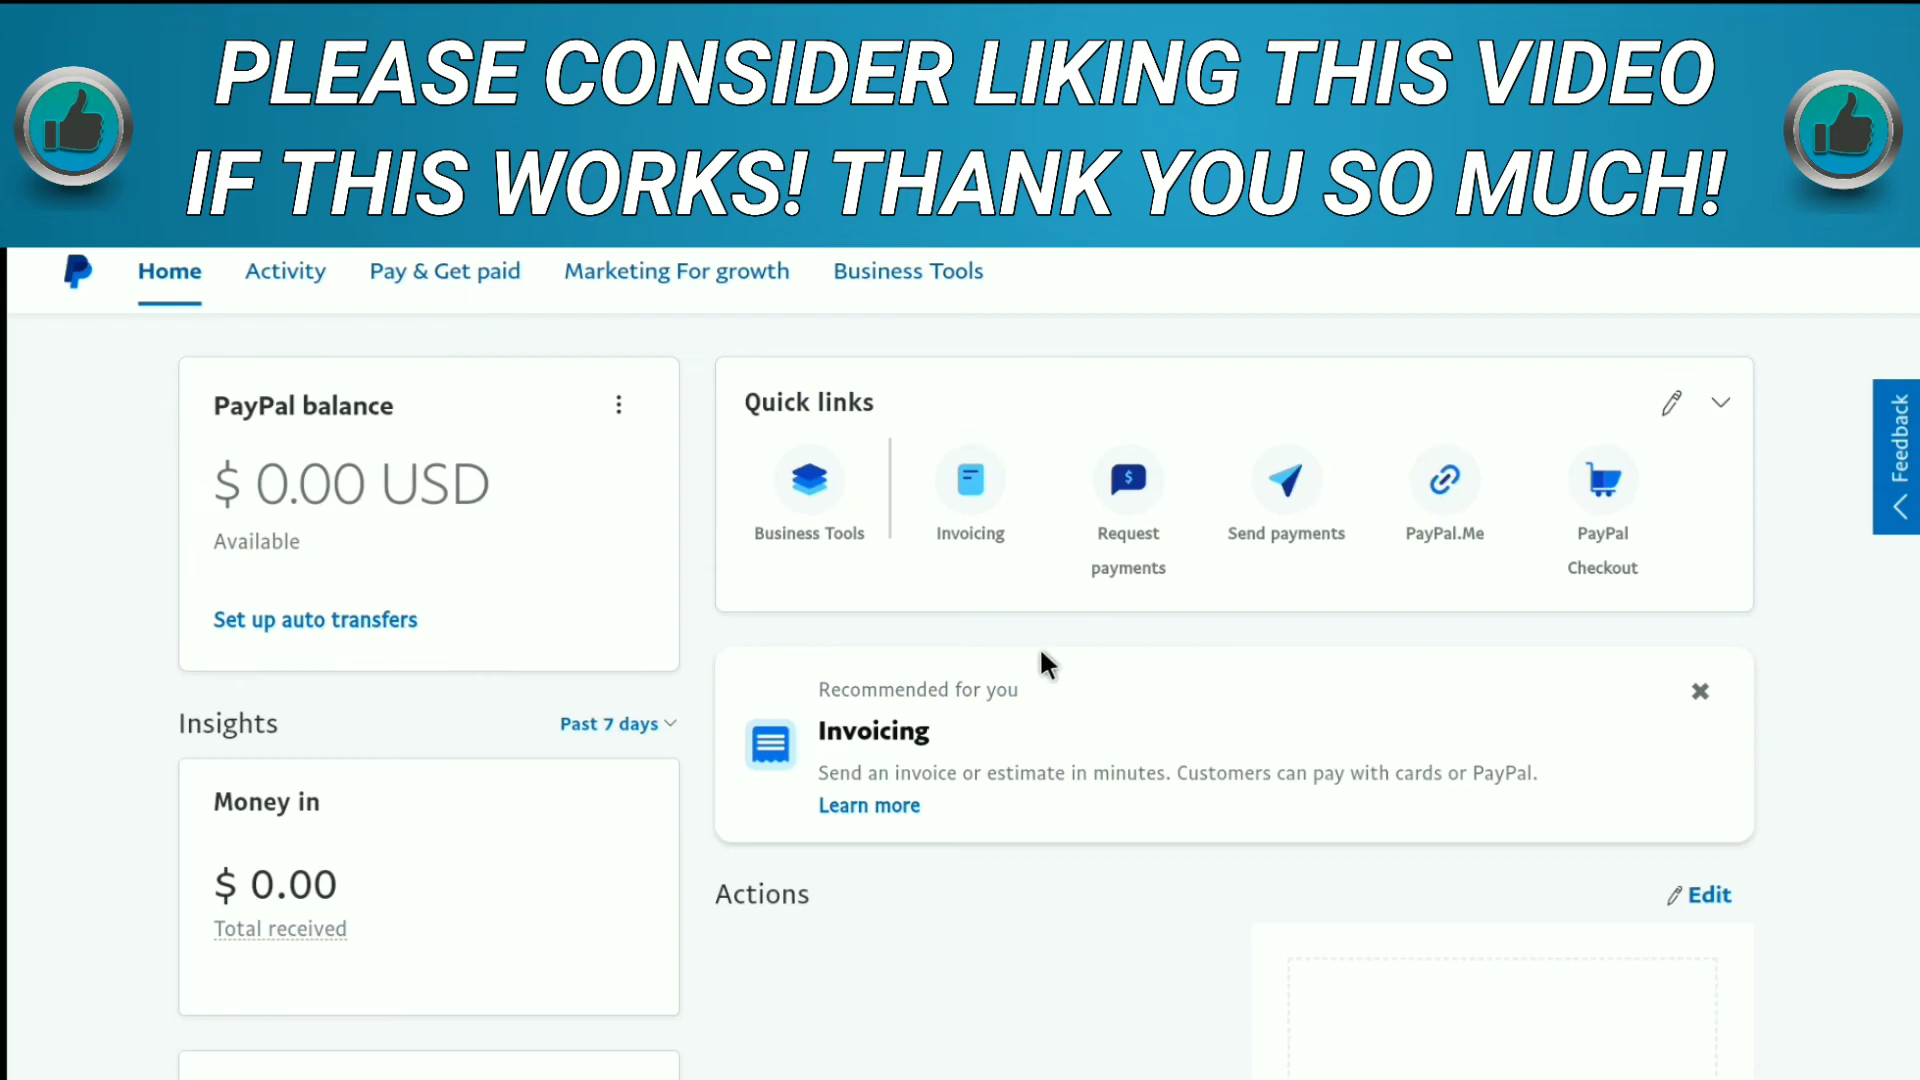 PLEASE CONSIDER LIKING THIS VIDEO
IF THIS WORKS! THANK YOU SO MUCH!
Home
Activity
Pay & Get paid
Marketing For growth
Business Tools
PayPal balance
$ 0.00 USD
Available
Set up auto transfers
Quick links
Business Tools
Invoicing
Request
payments
Send payments
PayPal.Me
PayPal
Checkout
Feedback
Recommended for you
Invoicing
Send an invoice or estimate in minutes. Customers can pay with cards or PayPal.
Learn more
Insights
Past 7 days
Money in
$ 0.00
Total received
Actions
Edit